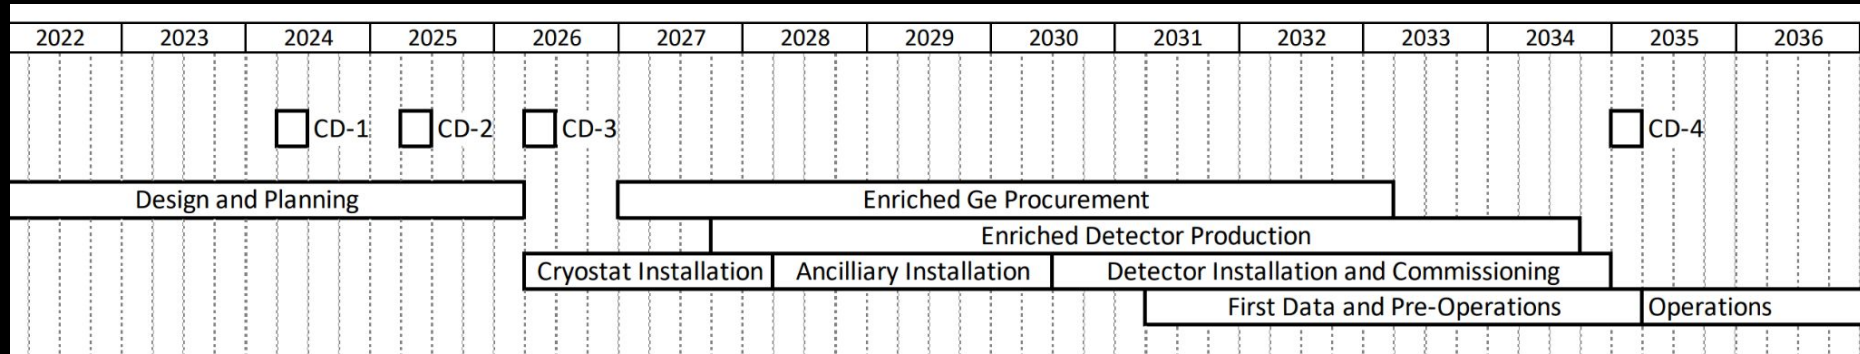 2022 2023 2024 2025 2026 2027 2028 2029 2030 2031 2032 2033 2034 2035 2036
CD-1 CD-2 CD-3 CD-4
Design and Planning Enriched Ge Procurement
Enriched Detector Production
Cryostat Installation Ancilliary Installation Detector Installation and Commissioning
First Data and Pre-Operations Operations